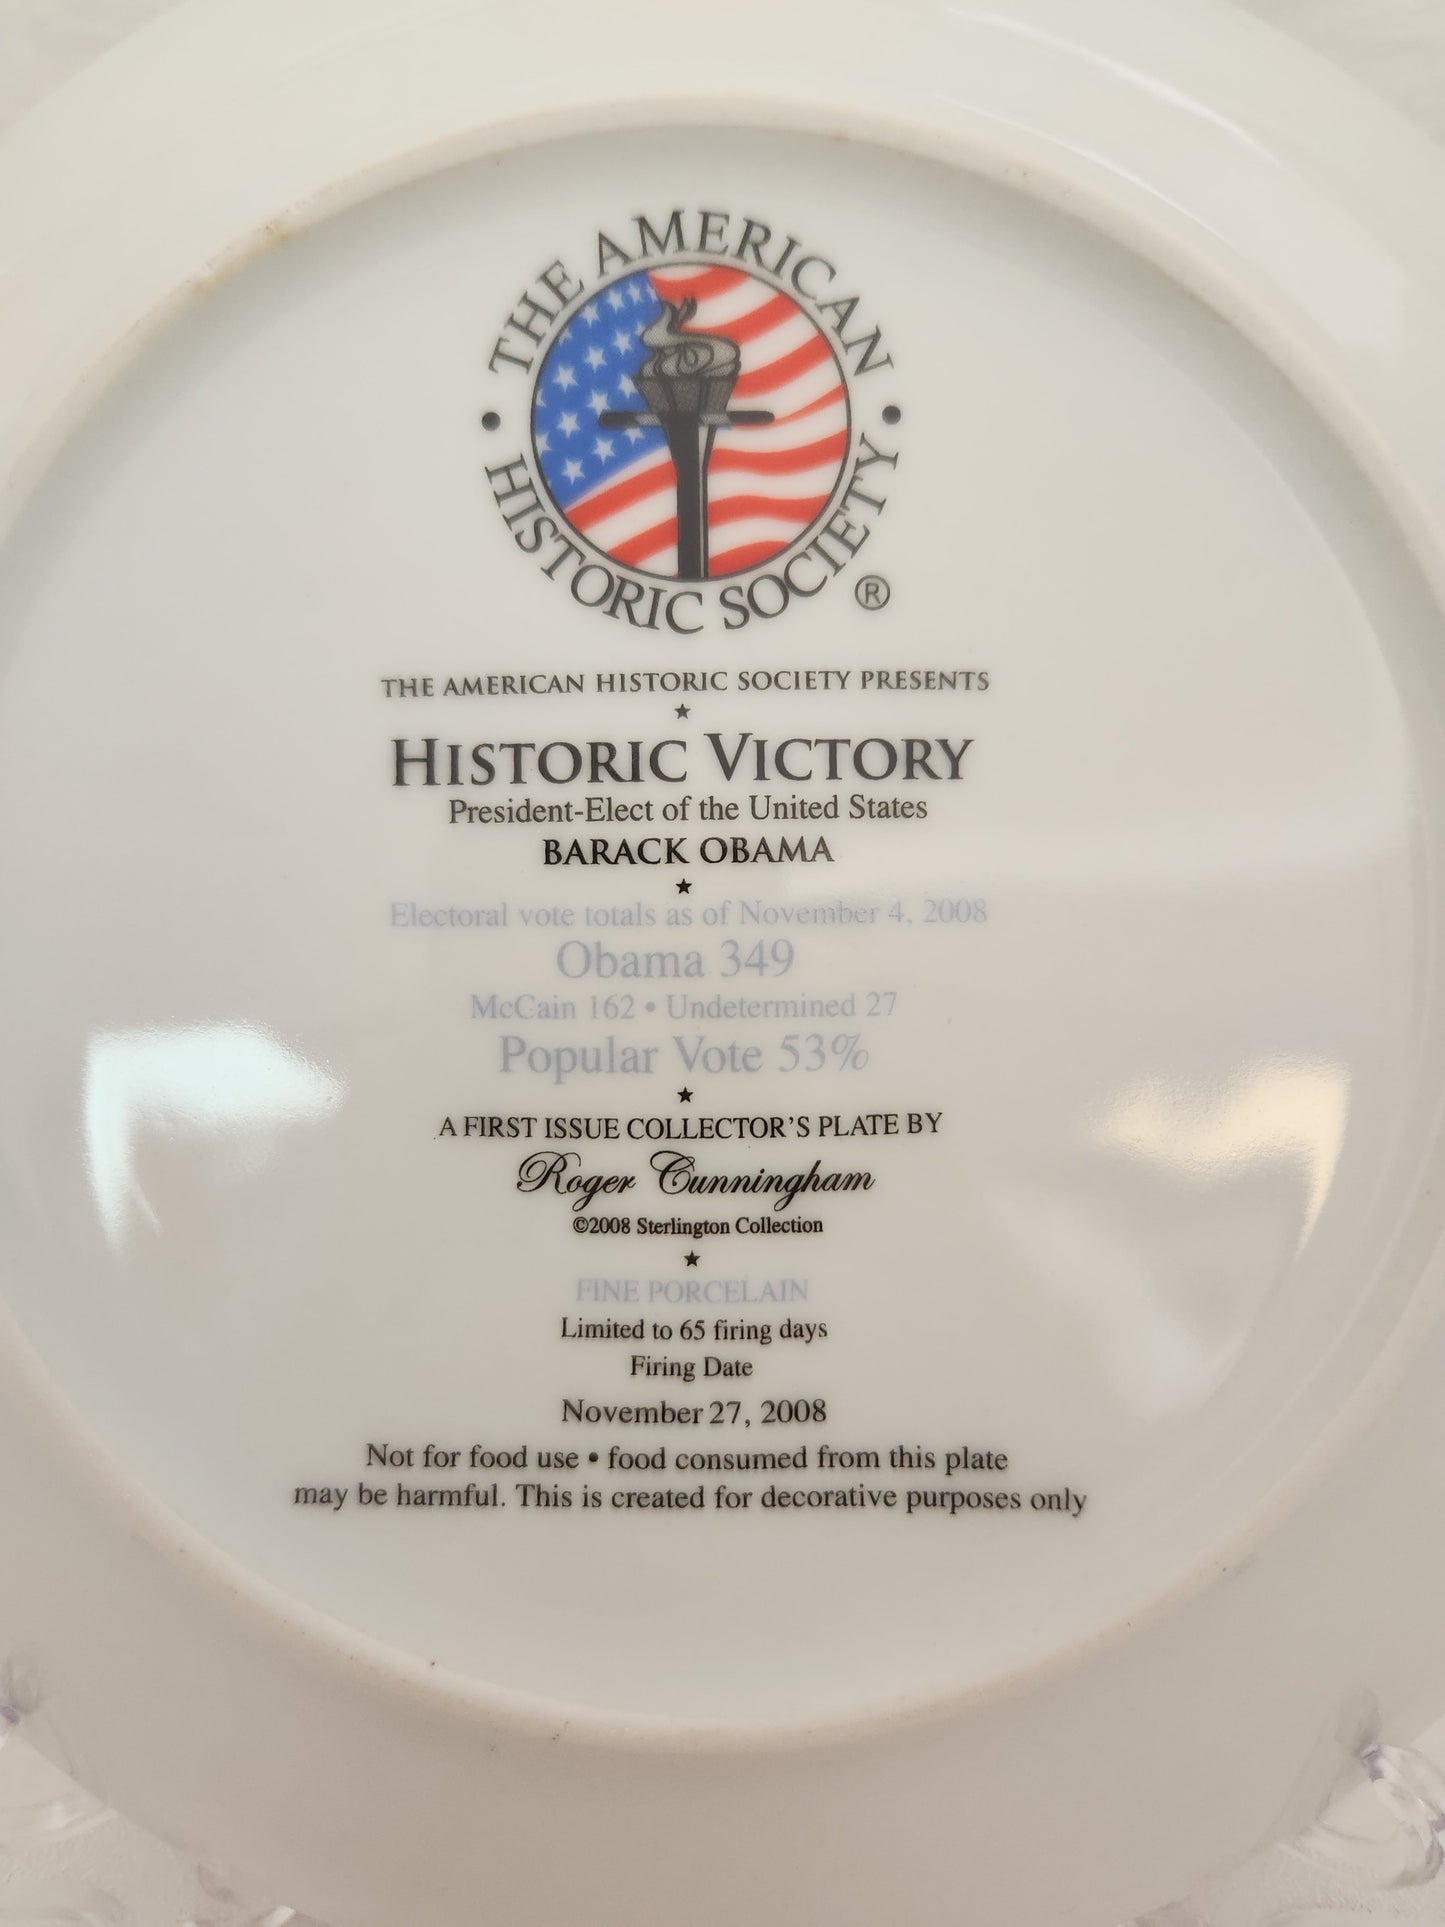 THE AMERICAN
HISTORIC SOCIETY ®
THE AMERICAN HISTORIC SOCIETY PRESENTS
HISTORIC VICTORY
President-Elect of the United States
BARACK OBAMA
Electoral vote totals as of November 4, 2008
Obama 349
McCain 162 • Undetermined 27
Popular Vote 53%
A FIRST ISSUE COLLECTOR'S PLATE BY
Roger Cunningham
©2008 Sterlington Collection
FINE PORCELAIN
Limited to 65 firing days
Firing Date
November 27, 2008
Not for food use • food consumed from this plate
may be harmful. This is created for decorative purposes only